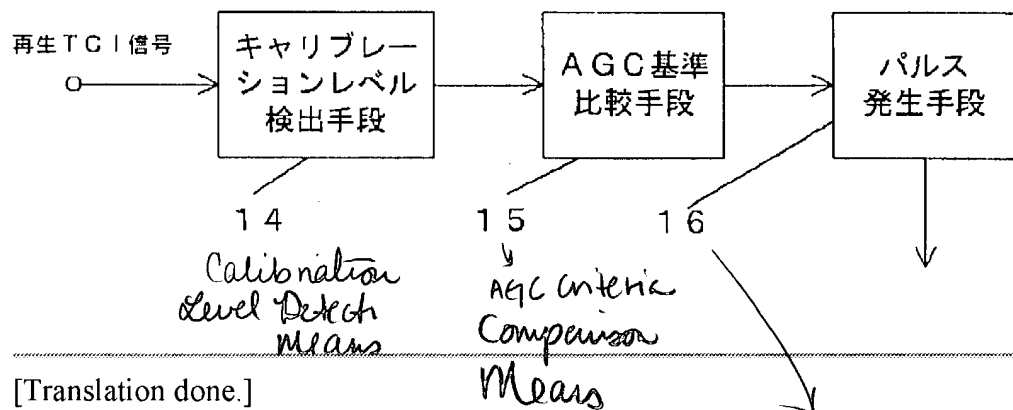 再生TCI信号
キャリブレー
ションレベル
検出手段
AGC基準
比較手段
パルス
発生手段
14
15
16
Calibration
Level Detect
Means
AGC Criteria
Comparison
Means
[Translation done.]